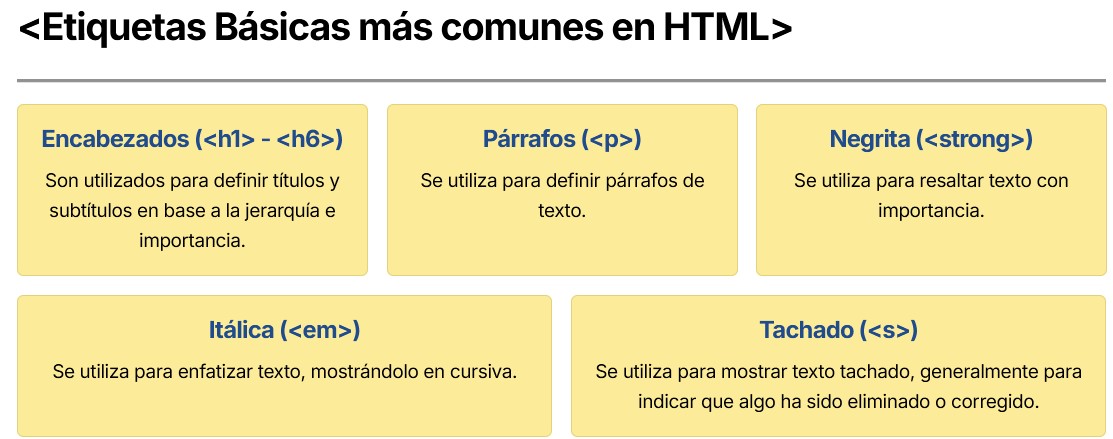 <Etiquetas Básicas más comunes en HTML>
Encabezados (<h1> - <h6>)
Son utilizados para definir títulos y
subtítulos en base a la jerarquía e
importancia.
Párrafos (<p>)
Se utiliza para definir párrafos de
texto.
Negrita (<strong>)
Se utiliza para resaltar texto con
importancia.
Itálica (<em>)
Se utiliza para enfatizar texto, mostrándolo en cursiva.
Tachado (<s>)
Se utiliza para mostrar texto tachado, generalmente para
indicar que algo ha sido eliminado o corregido.